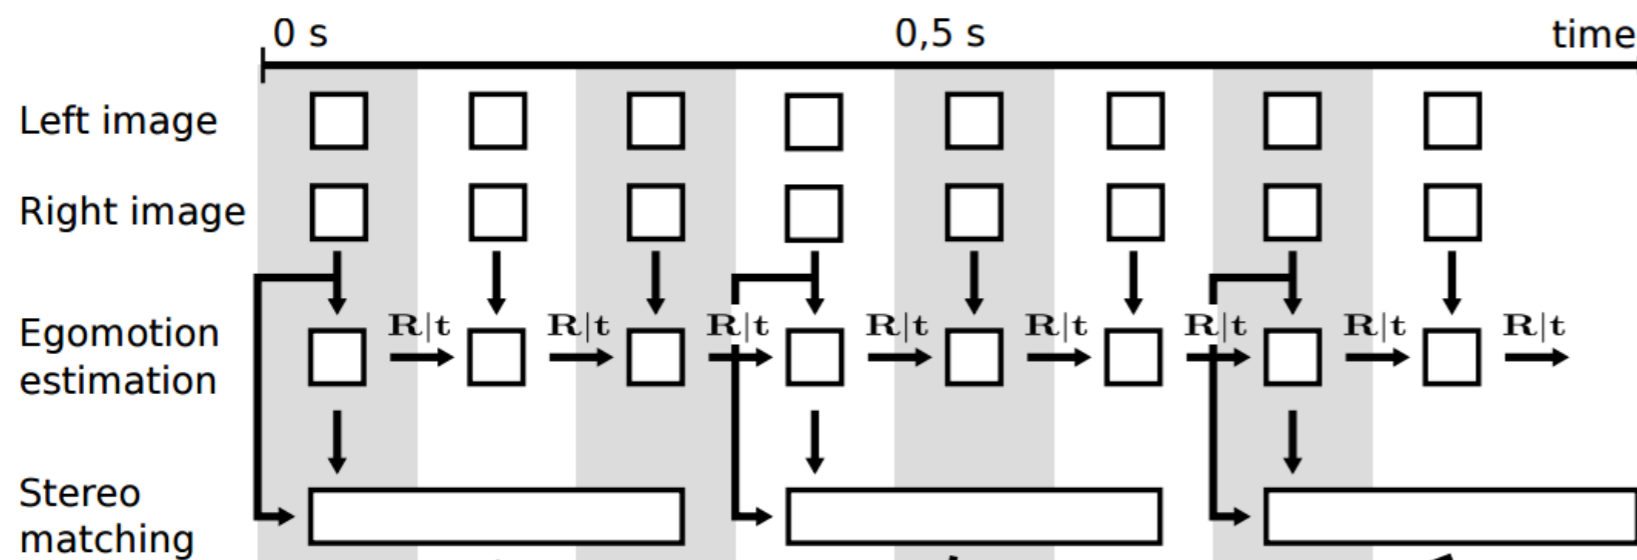 0 s 0,5 s time
Left image
Right image
R|t R|t R|t R|t R|t R|t R|t R|t
Egomotion
estimation
Stereo
matching